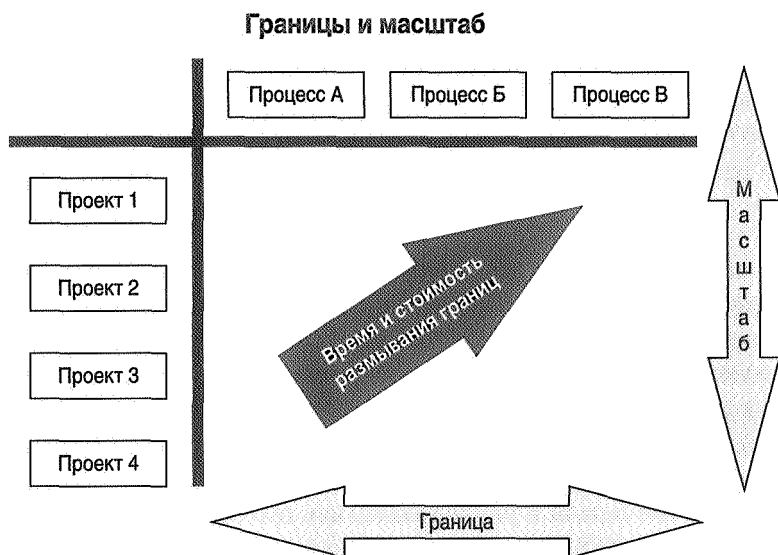 Границы и масштаб
Процесс А
Процесс Б
Процесс В
Проект 1
Проект 2
Проект 3
Проект 4
Время и стоимость
размывания границ
Масштаб
Граница